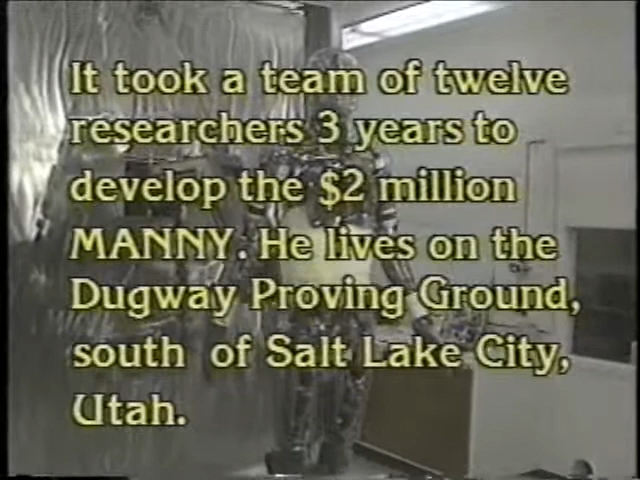 It took a team of twelve
researchers 3 years to
develop the $2 million
MANNY. He lives on the
Dugway Proving Ground,
south of Salt Lake City,
Utah.